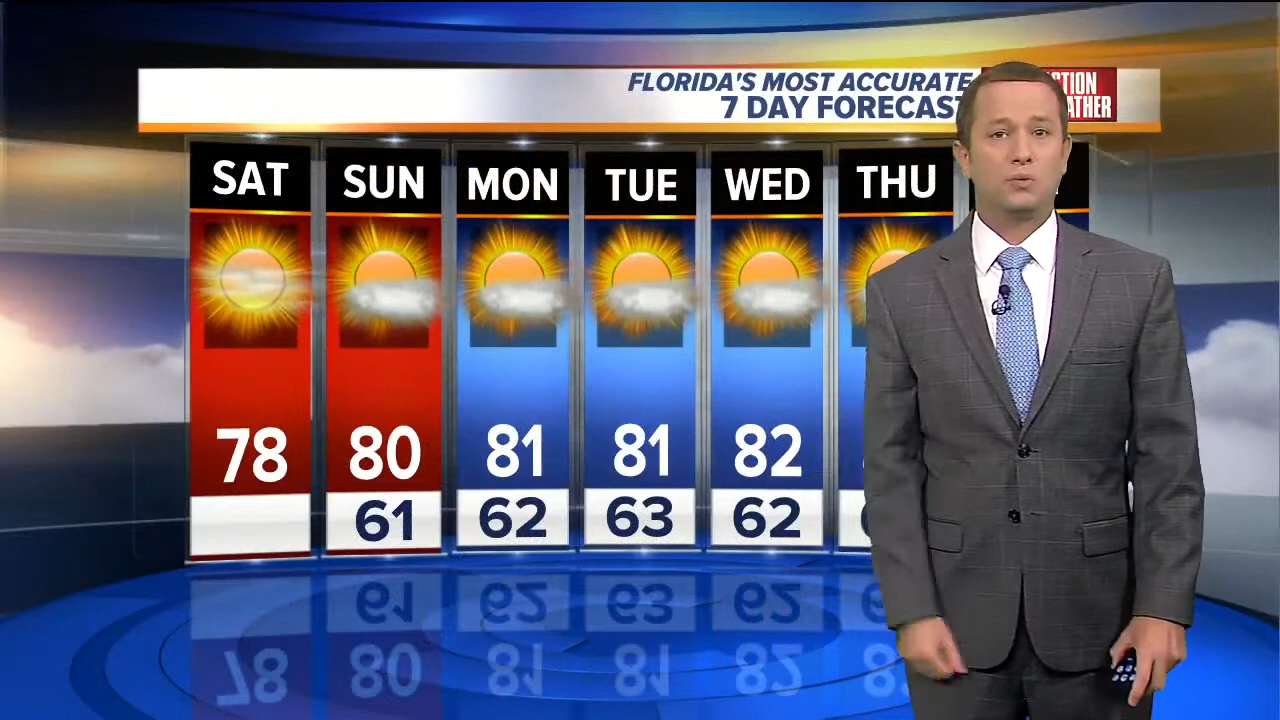 FLORIDA'S MOST ACCURATE
7 DAY FORECAST
SAT SUN MON TUE WED THU
78 80 81 81 82
61 62 63 62